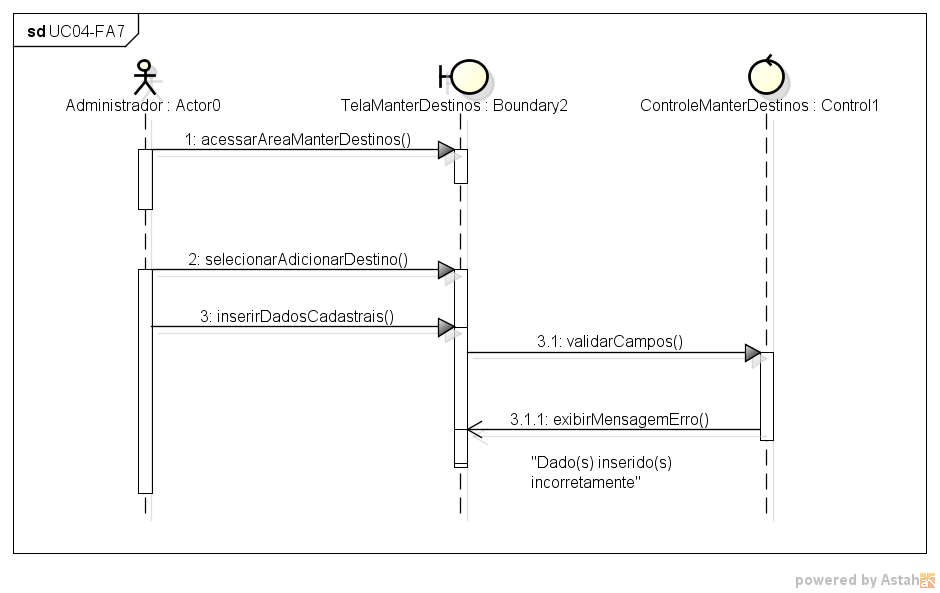 sd UC04-FA7
Administrador : Actor0
TelaManterDestinos : Boundary2
ControleManterDestinos : Control1
1: acessarAreaManterDestinos()
2: selecionarAdicionarDestino()
3: inserirDadosCadastrais()
3.1: validarCampos()
3.1.1: exibirMensagemErro()
"Dado(s) inserido(s)
incorretamente"
powered by Astah